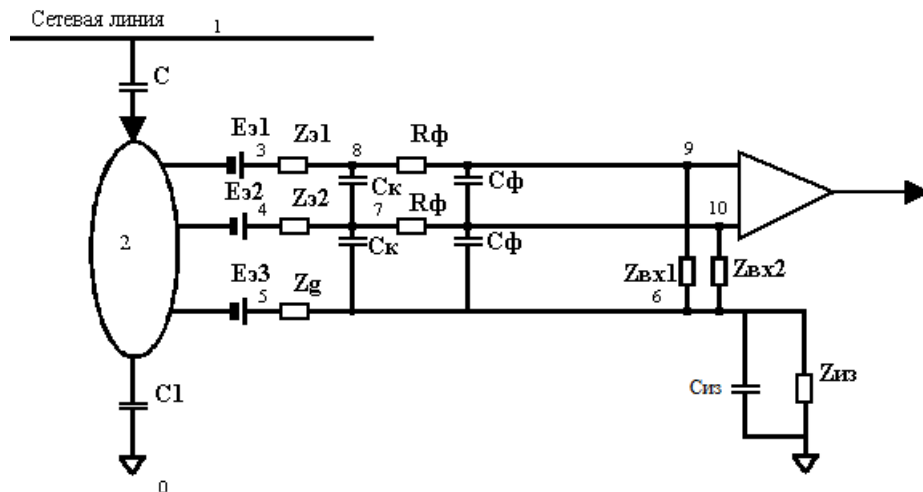 Сетевая линия
1
C
Eэ1
Zэ1
Rф
3
8
9
Cк
Cф
Eэ2
Zэ2
Rф
4
7
10
2
Cк
Cф
Eэ3
Zg
Zвх1
Zвх2
5
6
C1
Cиз
Zиз
0